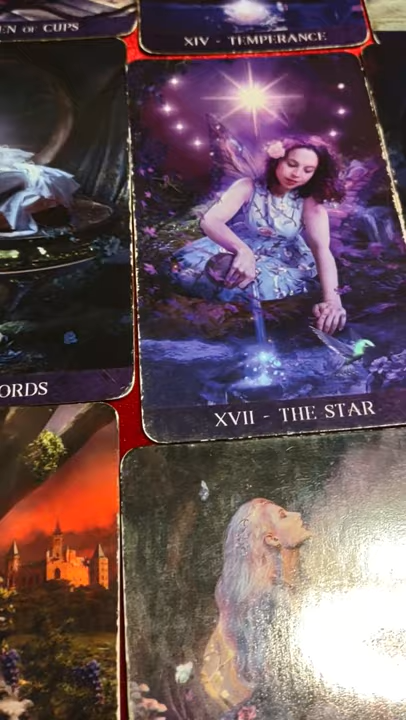 EN OF CUPS
XIV - TEMPERANCE
XVII - THE STAR
ORDS